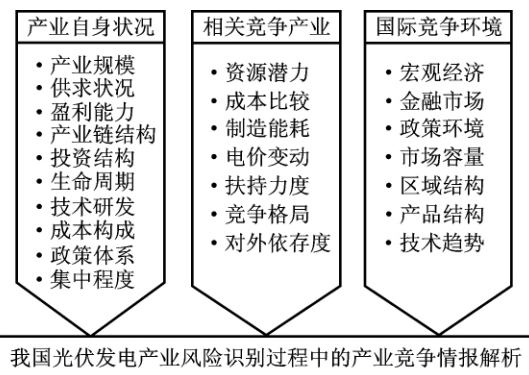 产业自身状况
• 产业规模
• 供求状况
• 盈利能力
• 产业链结构
• 投资结构
• 生命周期
• 技术研发
• 成本构成
• 政策体系
• 集中程度
相关竞争产业
• 资源潜力
• 成本比较
• 制造能耗
• 电价变动
• 扶持力度
• 竞争格局
• 对外依存度
国际竞争环境
• 宏观经济
• 金融市场
• 政策环境
• 市场容量
• 区域结构
• 产品结构
• 技术趋势
我国光伏发电产业风险识别过程中的产业竞争情报解析